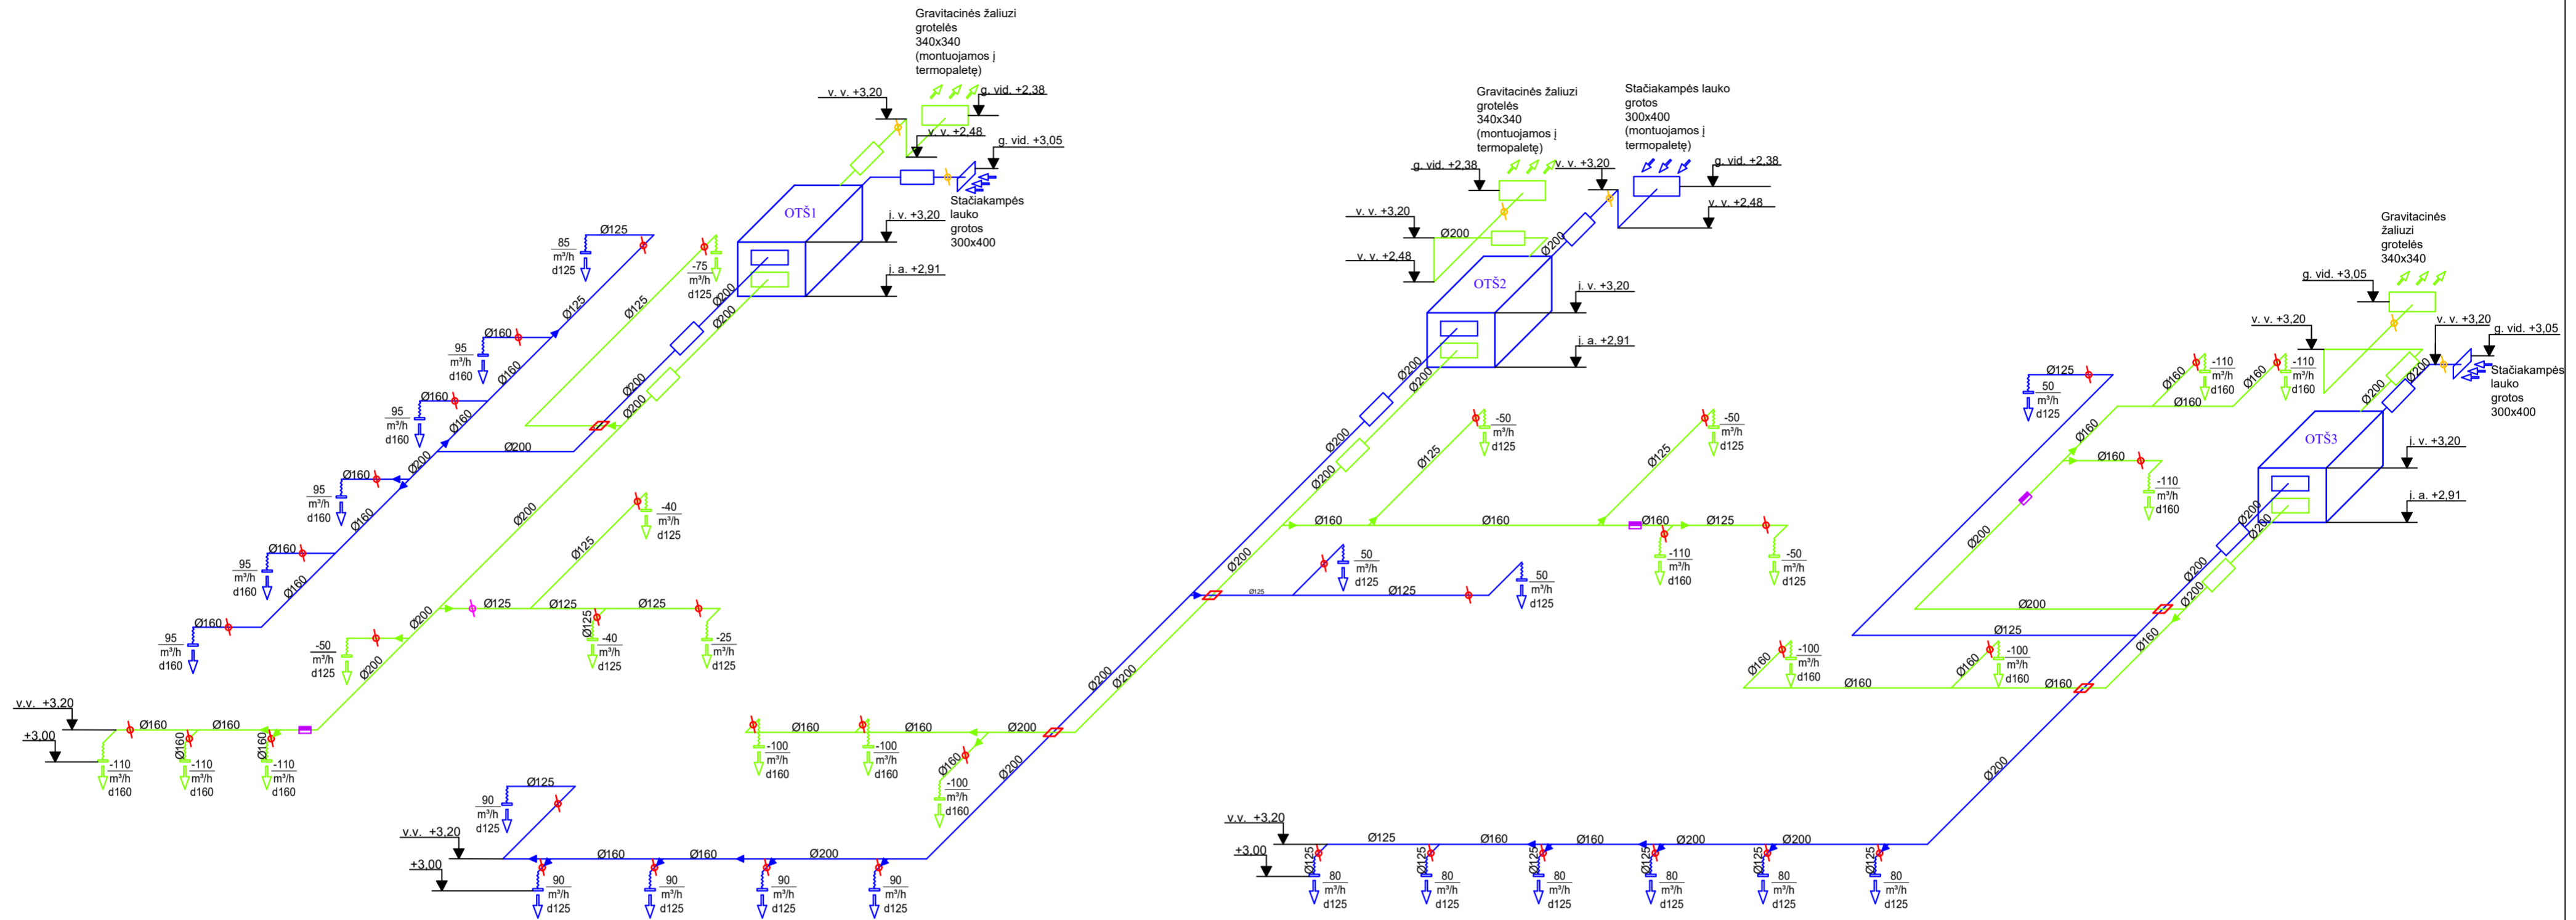 Gravitacinės žaliuzi
grotelės
340x340
(montuojamos į
termopaletę)
v. v. +3,20
g. vid. +2,38
v. v. +2,48
g. vid. +3,05
Stačiakampės
lauko
grotos
300x400
OTŠ1
j. v. +3,20
j. a. +2,91
Ø125
85
m³/h
d125
-75
m³/h
d125
Ø200
Ø200
Ø125
Ø125
Ø160
95
m³/h
d160
Ø160
Ø200
Ø200
Ø160
95
m³/h
d160
Ø160
Ø200
Ø200
Ø160
95
m³/h
d160
Ø160
Ø200
-40
m³/h
d125
Ø125
Ø160
95
m³/h
d160
Ø160
Ø160
95
m³/h
d160
Ø200
Ø125
Ø125
Ø125
Ø125
-40
m³/h
d125
-25
m³/h
d125
-50
m³/h
d125
Ø200
v.v. +3,20
+3,00
Ø160
Ø160
Ø160
Ø160
-110
m³/h
d160
-110
m³/h
d160
-110
m³/h
d160
Gravitacinės žaliuzi
grotelės
340x340
(montuojamos į
termopaletę)
Stačiakampės lauko
grotos
300x400
(montuojamos į
termopaletę)
g. vid. +2,38
v. v. +3,20
g. vid. +2,38
v. v. +2,48
v. v. +3,20
Ø200
Ø200
v. v. +2,48
OTŠ2
j. v. +3,20
j. a. +2,91
Ø200
Ø200
Ø200
Ø200
-50
m³/h
d125
Ø125
-50
m³/h
d125
Ø125
Ø160
Ø160
Ø160
Ø125
-110
m³/h
d160
-50
m³/h
d125
Ø200
50
m³/h
d125
Ø125
Ø125
50
m³/h
d125
Ø200
Ø200
Ø160
Ø160
Ø200
-100
m³/h
d160
-100
m³/h
d160
Ø160
-100
m³/h
d160
Ø200
Ø125
90
m³/h
d125
v.v. +3,20
+3,00
Ø160
Ø160
Ø200
90
m³/h
d125
90
m³/h
d125
90
m³/h
d125
90
m³/h
d125
Gravitacinės
žaliuzi
grotelės
340x340
g. vid. +3,05
v. v. +3,20
v. v. +3,20
g. vid. +3,05
Stačiakampės
lauko
grotos
300x400
Ø200
Ø200
OTŠ3
j. v. +3,20
j. a. +2,91
Ø125
50
m³/h
d125
Ø160
-110
m³/h
d160
Ø160
-110
m³/h
d160
Ø160
Ø160
Ø160
-110
m³/h
d160
Ø200
Ø200
Ø200
Ø200
Ø200
Ø200
Ø125
Ø160
Ø160
-100
m³/h
d160
Ø160
-100
m³/h
d160
Ø160
Ø160
Ø200
v.v. +3,20
+3,00
Ø125
Ø160
Ø160
Ø200
Ø200
Ø125
Ø125
Ø125
Ø125
Ø125
Ø125
80
m³/h
d125
80
m³/h
d125
80
m³/h
d125
80
m³/h
d125
80
m³/h
d125
80
m³/h
d125